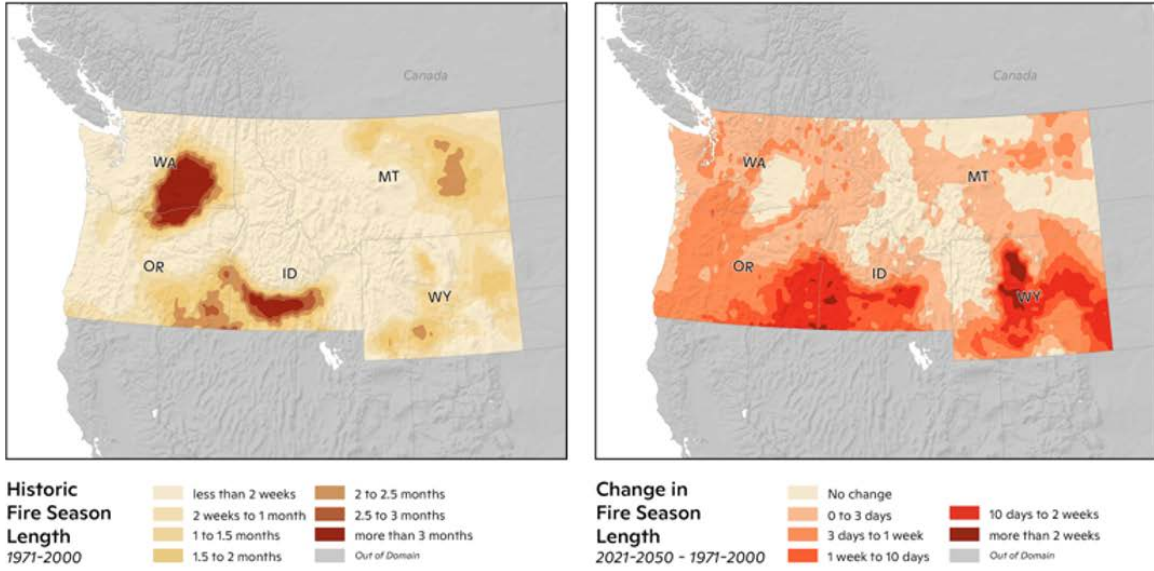 Canada
WA
MT
OR
ID
WY
Historic
Fire Season
Length
1971-2000
less than 2 weeks
2 weeks to 1 month
1 to 1.5 months
1.5 to 2 months
2 to 2.5 months
2.5 to 3 months
more than 3 months
Out of Domain
Canada
WA
MT
OR
ID
WY
Change in
Fire Season
Length
2021-2050 - 1971-2000
No change
0 to 3 days
3 days to 1 week
1 week to 10 days
10 days to 2 weeks
more than 2 weeks
Out of Domain